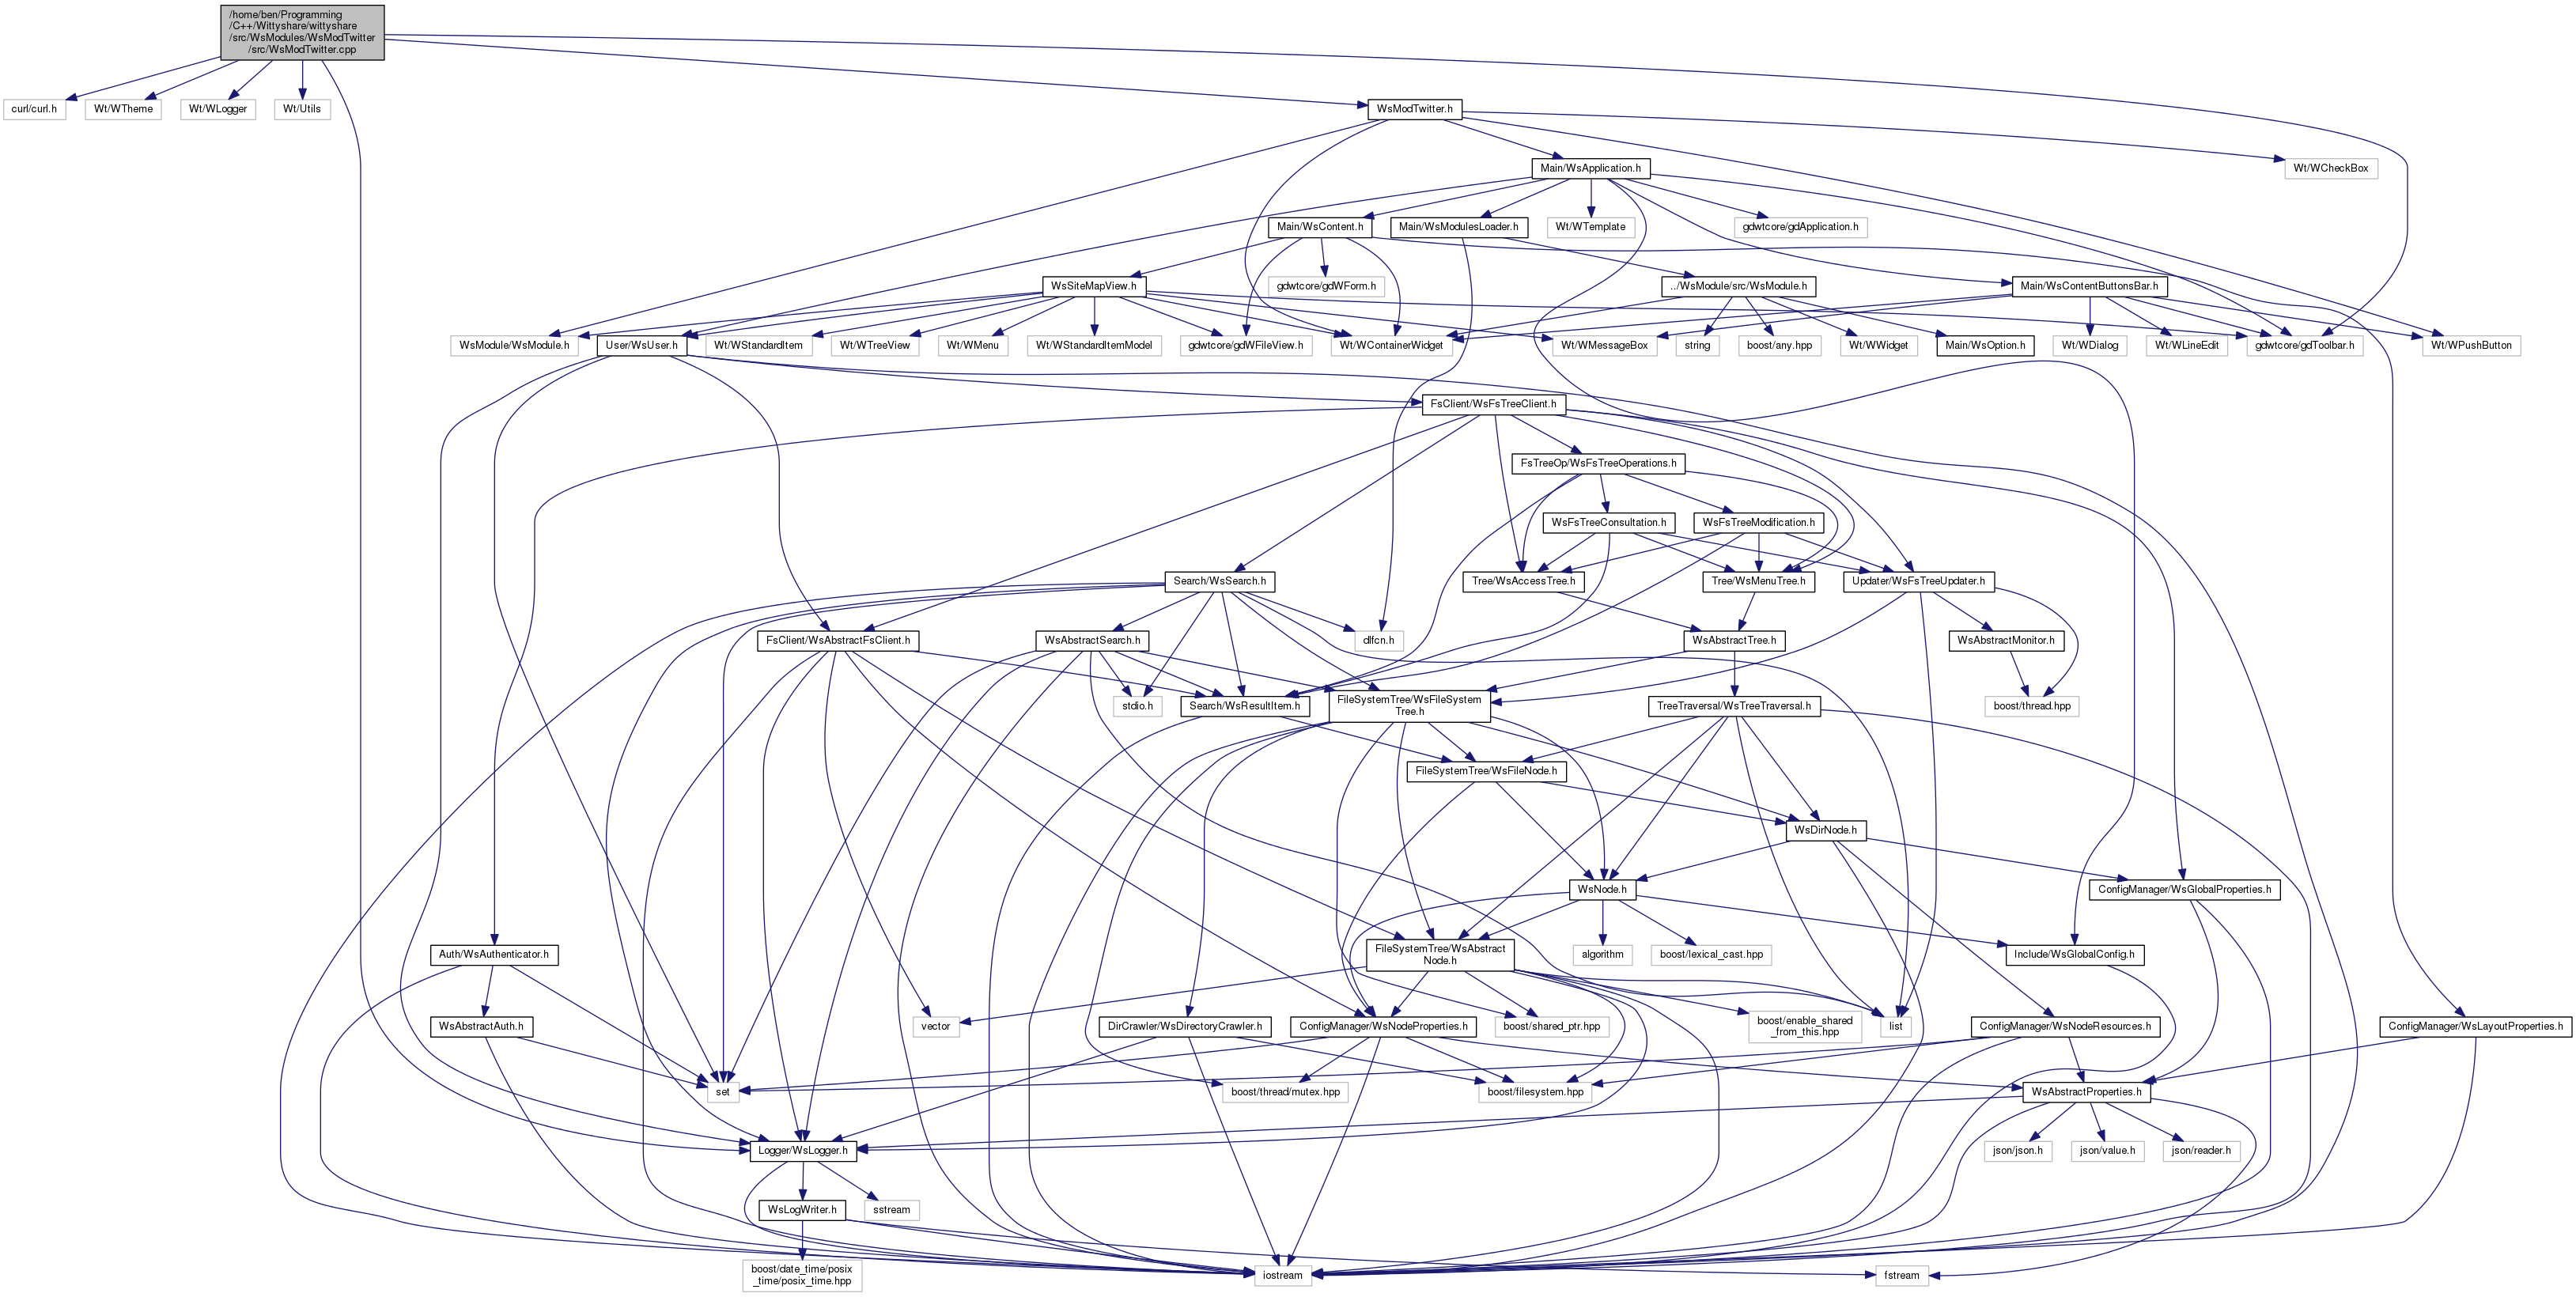 /home/ben/Programming
/C++/Wittyshare/wittyshare
/src/WsModules/WsModTwitter
/src/WsModTwitter.cpp
curl/curl.h
Wt/WTheme
Wt/WLogger
Wt/Utils
WsModTwitter.h
Main/WsApplication.h
Wt/WCheckBox
Main/WsContent.h
Main/WsModulesLoader.h
Wt/WTemplate
gdwtcore/gdApplication.h
WsSiteMapView.h
gdwtcore/gdWForm.h
../WsModule/src/WsModule.h
Main/WsContentButtonsBar.h
WsModule/WsModule.h
User/WsUser.h
Wt/WStandardItem
Wt/WTreeView
Wt/WMenu
Wt/WStandardItemModel
gdwtcore/gdWFileView.h
Wt/WContainerWidget
Wt/WMessageBox
string
boost/any.hpp
Wt/WWidget
Main/WsOption.h
Wt/WDialog
Wt/WLineEdit
gdwtcore/gdToolbar.h
Wt/WPushButton
FsClient/WsFsTreeClient.h
FsTreeOp/WsFsTreeOperations.h
WsFsTreeConsultation.h
WsFsTreeModification.h
Search/WsSearch.h
Tree/WsAccessTree.h
Tree/WsMenuTree.h
Updater/WsFsTreeUpdater.h
FsClient/WsAbstractFsClient.h
WsAbstractSearch.h
dlfcn.h
WsAbstractTree.h
WsAbstractMonitor.h
stdio.h
Search/WsResultItem.h
FileSystemTree/WsFileSystem
Tree.h
TreeTraversal/WsTreeTraversal.h
boost/thread.hpp
FileSystemTree/WsFileNode.h
WsDirNode.h
WsNode.h
ConfigManager/WsGlobalProperties.h
Auth/WsAuthenticator.h
FileSystemTree/WsAbstract
Node.h
algorithm
boost/lexical_cast.hpp
Include/WsGlobalConfig.h
WsAbstractAuth.h
vector
DirCrawler/WsDirectoryCrawler.h
ConfigManager/WsNodeProperties.h
boost/shared_ptr.hpp
boost/enable_shared
_from_this.hpp
list
ConfigManager/WsNodeResources.h
ConfigManager/WsLayoutProperties.h
set
boost/thread/mutex.hpp
boost/filesystem.hpp
WsAbstractProperties.h
Logger/WsLogger.h
json/json.h
json/value.h
json/reader.h
WsLogWriter.h
sstream
boost/date_time/posix
_time/posix_time.hpp
iostream
fstream